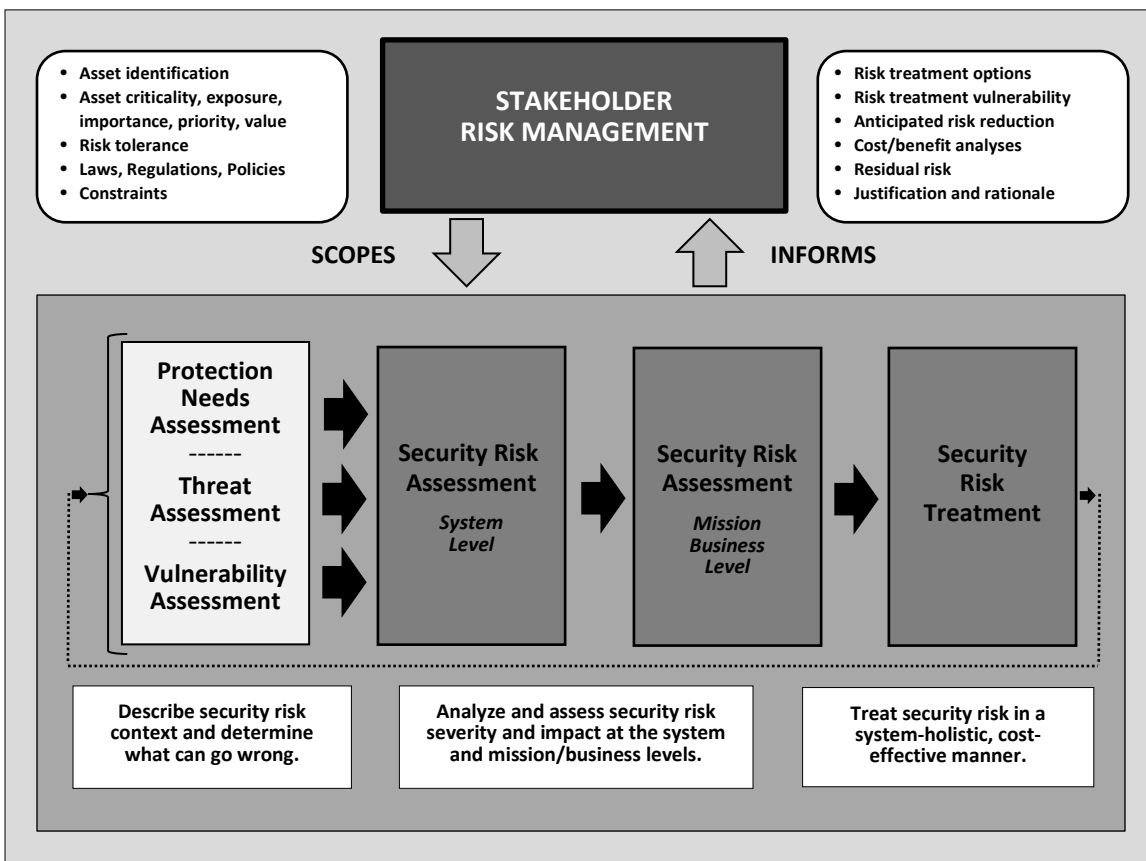 • Asset identification
• Asset criticality, exposure,
importance, priority, value
• Risk tolerance
• Laws, Regulations, Policies
• Constraints
STAKEHOLDER
RISK MANAGEMENT
• Risk treatment options
• Risk treatment vulnerability
• Anticipated risk reduction
• Cost/benefit analyses
• Residual risk
• Justification and rationale
SCOPES
INFORMS
Protection
Needs
Assessment
------
Threat
Assessment
------
Vulnerability
Assessment
Security Risk
Assessment
System
Level
Security Risk
Assessment
Mission
Business
Level
Security
Risk
Treatment
Describe security risk
context and determine
what can go wrong.
Analyze and assess security risk
severity and impact at the system
and mission/business levels.
Treat security risk in a
system-holistic, cost-
effective manner.